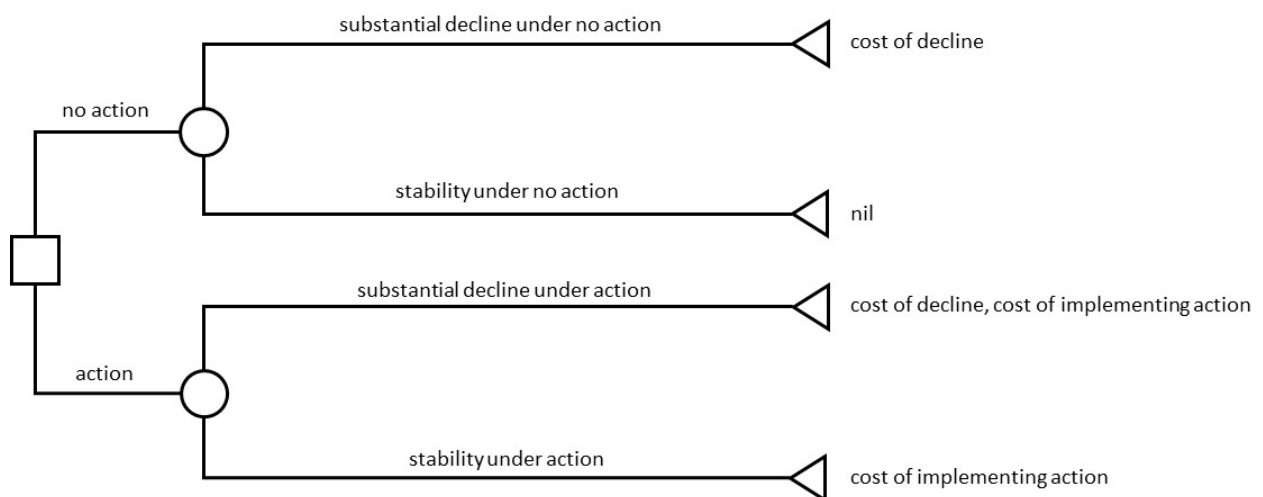 substantial decline under no action
cost of decline
no action
stability under no action
nil
substantial decline under action
cost of decline, cost of implementing action
action
stability under action
cost of implementing action